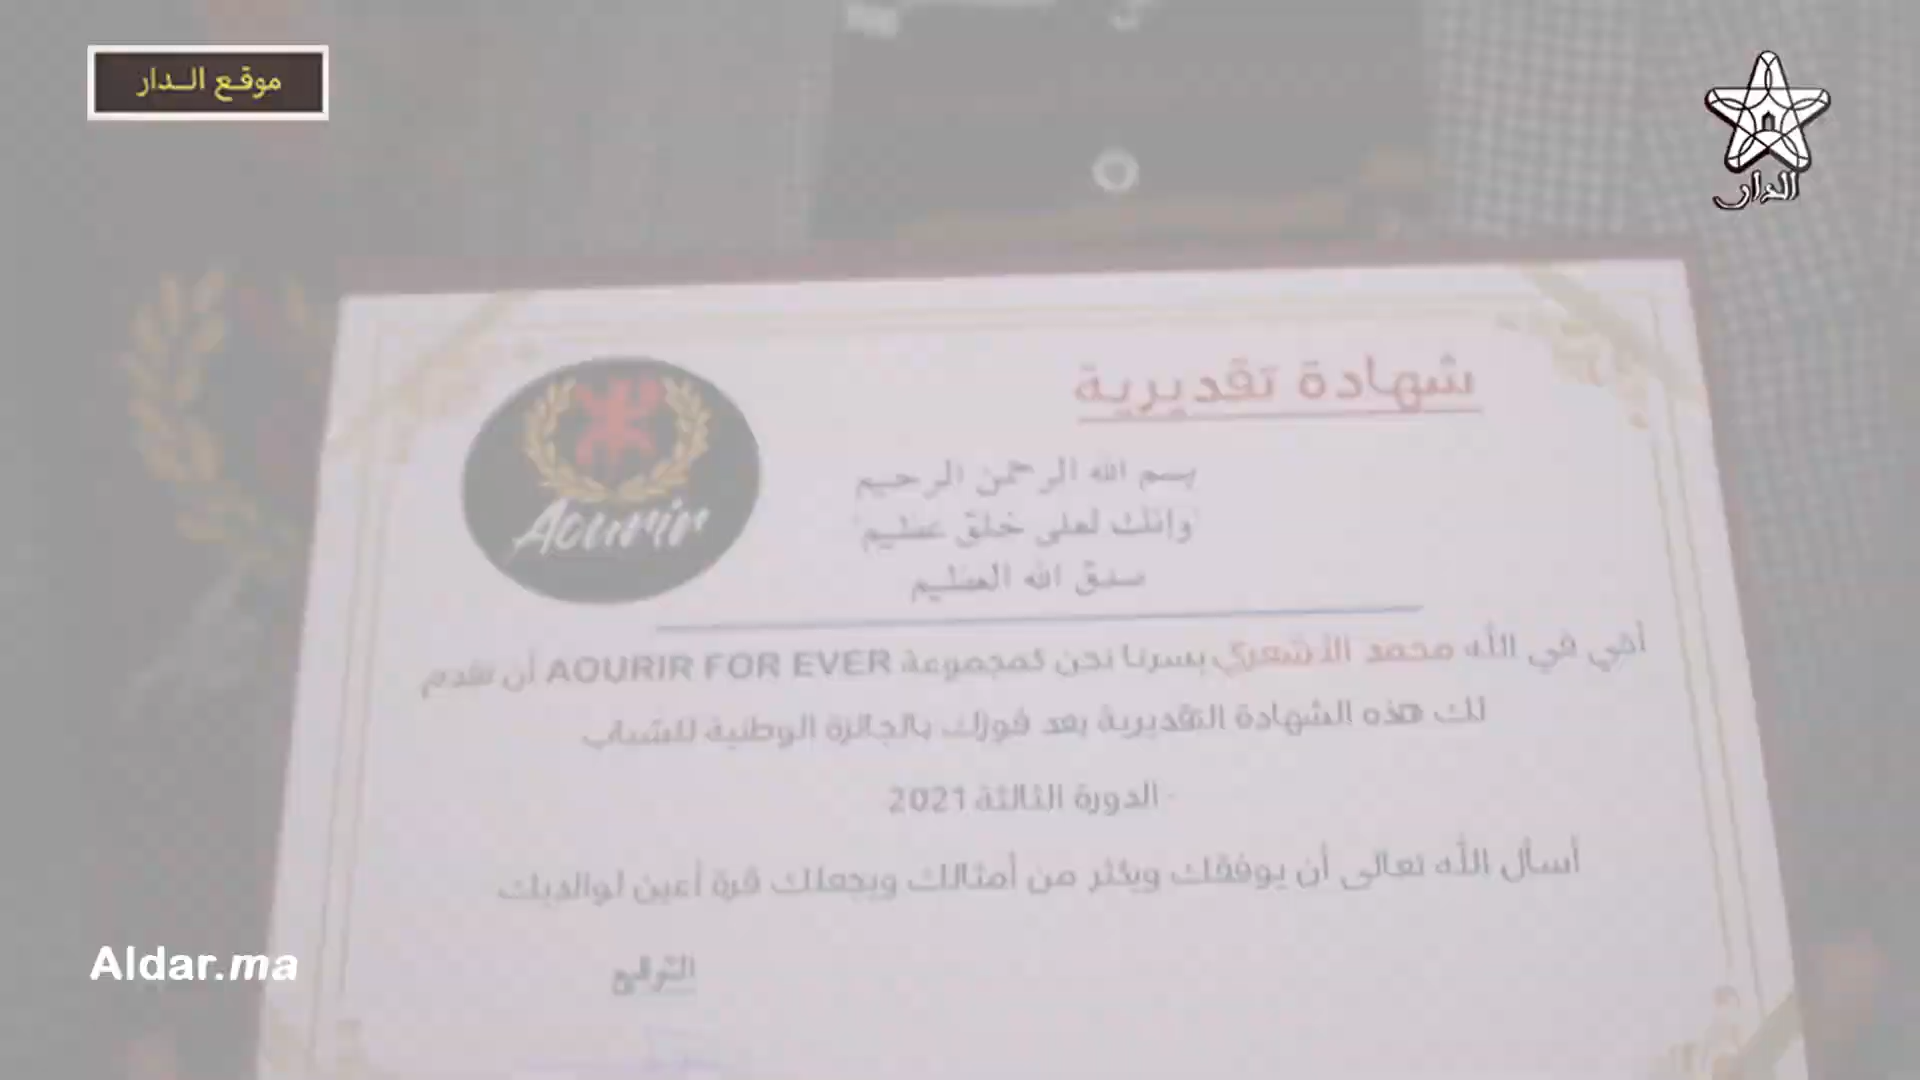 موقع الــدار
الدار
شهادة تقديرية
Aourir
بسم الله الرحمن الرحيم
وإنك لعلى خلق عظيم
صدق الله العظيم
أخي في الله محمد الأشعري يسرنا نحن كمجموعة AOURIR FOR EVER أن نقدم
لك هذه الشهادة التقديرية بعد فوزك بالجائزة الوطنية للشباب
الدورة الثالثة 2021
أسأل الله تعالى أن يوفقك ويكثر من أمثالك ويجعلك قرة أعين لوالديك
التوقيع
Aldar.ma